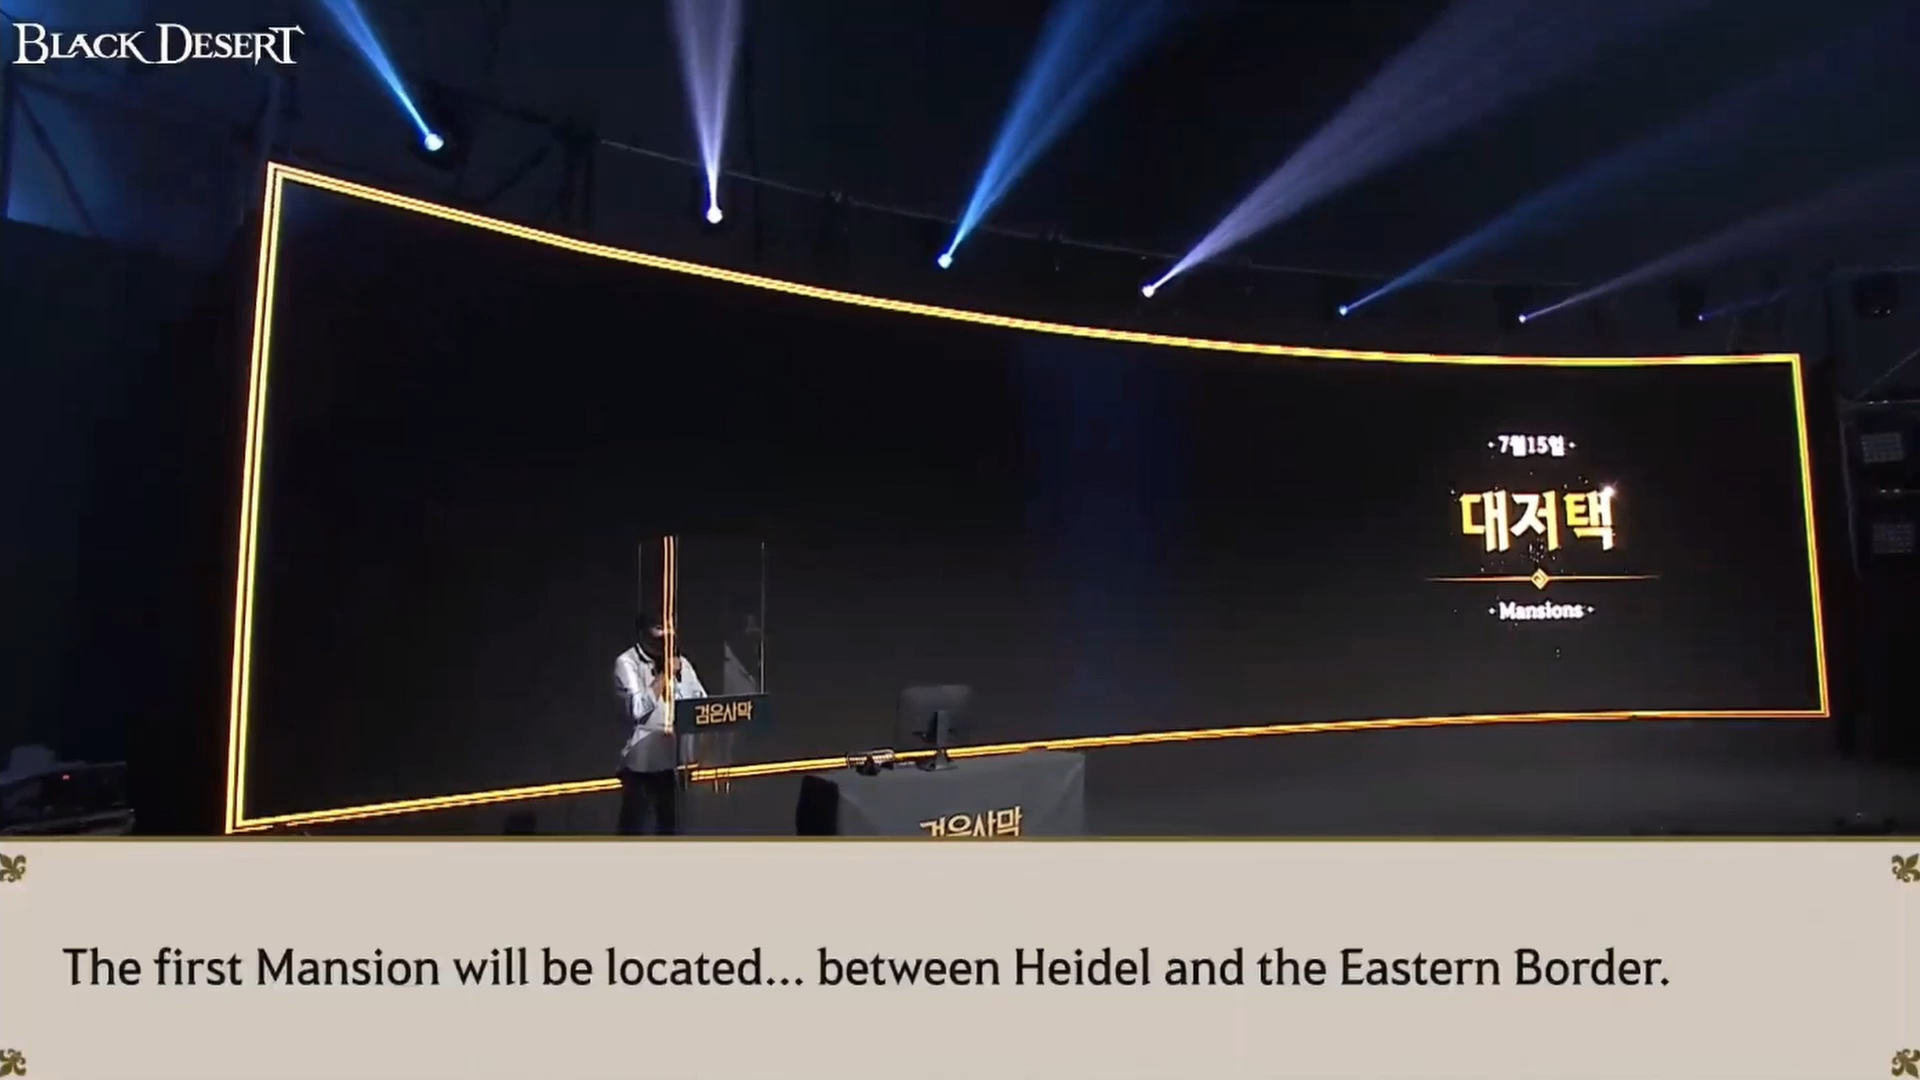 BLACK DESERT
7월15일
대저택
Mansions
검은사막
검은사막
The first Mansion will be located... between Heidel and the Eastern Border.